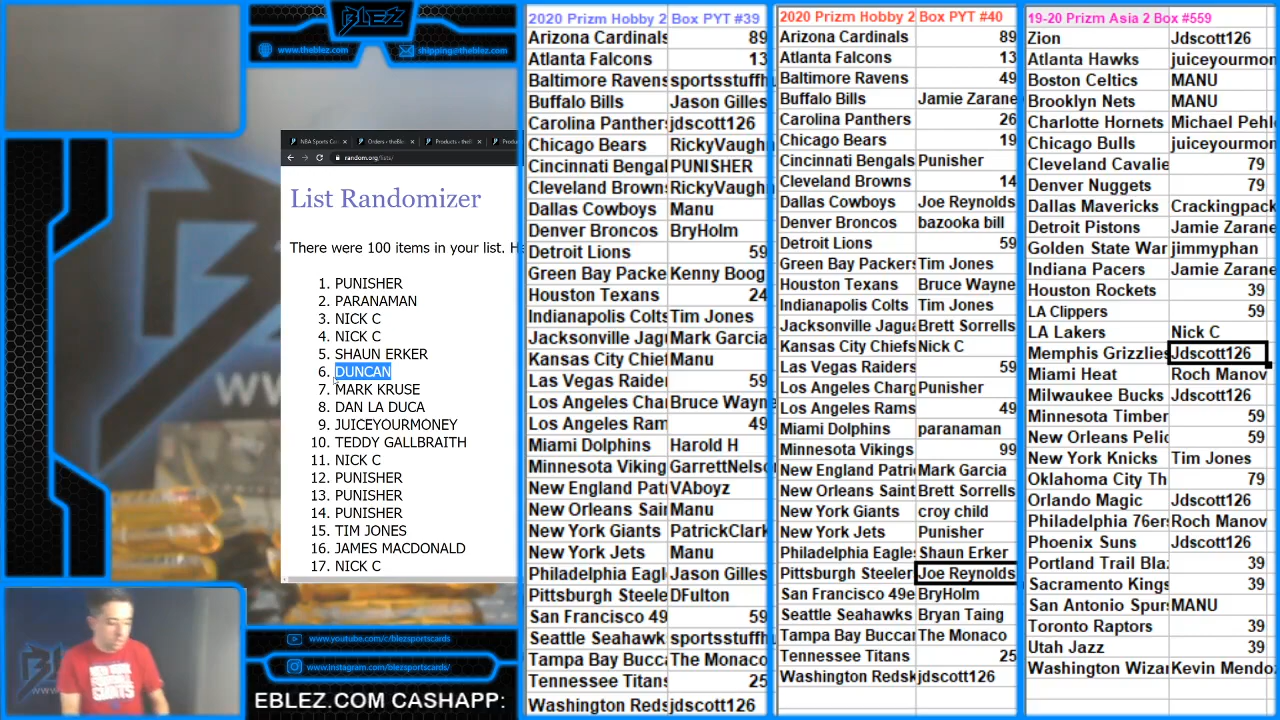 BLEZ
www.theblez.com
shipping@theblez.com
NBA Sports Ca
Orders · theBle
Products · theBl
random.org/lists/
List Randomizer
There were 100 items in your list. He
1. PUNISHER
2. PARANAMAN
3. NICK C
4. NICK C
5. SHAUN ERKER
6. DUNCAN
7. MARK KRUSE
8. DAN LA DUCA
9. JUICEYOURMONEY
10. TEDDY GALLBRAITH
11. NICK C
12. PUNISHER
13. PUNISHER
14. PUNISHER
15. TIM JONES
16. JAMES MACDONALD
17. NICK C
www.youtube.com/c/blezsportscards
www.Instagram.com/blezsportscards/
EBLEZ.COM CASHAPP:
2020 Prizm Hobby 2 Box PYT #39
Arizona Cardinals 89
Atlanta Falcons 13
Baltimore Ravens sportsstuffh
Buffalo Bills Jason Gilles
Carolina Panther jdscott126
Chicago Bears RickyVaughn
Cincinnati Bengal PUNISHER
Cleveland Browns RickyVaughn
Dallas Cowboys Manu
Denver Broncos BryHolm
Detroit Lions 59
Green Bay Packe Kenny Boog
Houston Texans 24
Indianapolis Colts Tim Jones
Jacksonville Jag Mark Garcia
Kansas City Chief Manu
Las Vegas Raider 59
Los Angeles Cha Bruce Wayne
Los Angeles Ram 49
Miami Dolphins Harold H
Minnesota Viking GarrettNelso
New England Pat VAboyz
New Orleans Sai Manu
New York Giants PatrickClark
New York Jets Manu
Philadelphia Eagl Jason Gilles
Pittsburgh Steele DFulton
San Francisco 49 59
Seattle Seahawk sportsstuffh
Tampa Bay Bucc The Monaco
Tennessee Titans 25
Washington Reds jdscott126
2020 Prizm Hobby 2 Box PYT #40
Arizona Cardinals 89
Atlanta Falcons 13
Baltimore Ravens 49
Buffalo Bills Jamie Zarane
Carolina Panthers 26
Chicago Bears 19
Cincinnati Bengals Punisher
Cleveland Browns 14
Dallas Cowboys Joe Reynolds
Denver Broncos bazooka bill
Detroit Lions 59
Green Bay Packers Tim Jones
Houston Texans Bruce Wayne
Indianapolis Colts Tim Jones
Jacksonville Jagua Brett Sorrells
Kansas City Chiefs Nick C
Las Vegas Raiders 59
Los Angeles Charg Punisher
Los Angeles Rams 49
Miami Dolphins paranaman
Minnesota Vikings 99
New England Patri Mark Garcia
New Orleans Saint Brett Sorrells
New York Giants croy child
New York Jets Punisher
Philadelphia Eagle Shaun Erker
Pittsburgh Steeler Joe Reynolds
San Francisco 49e BryHolm
Seattle Seahawks Bryan Taing
Tampa Bay Buccar The Monaco
Tennessee Titans 25
Washington Redsk jdscott126
19-20 Prizm Asia 2 Box #559
Zion Jdscott126
Atlanta Hawks juiceyourmon
Boston Celtics MANU
Brooklyn Nets MANU
Charlotte Hornets Michael Pehl
Chicago Bulls juiceyourmon
Cleveland Cavalie 79
Denver Nuggets 79
Dallas Mavericks Crackingpack
Detroit Pistons Jamie Zarane
Golden State War jimmyphan
Indiana Pacers Jamie Zarane
Houston Rockets 39
LA Clippers 59
LA Lakers Nick C
Memphis Grizzlies Jdscott126
Miami Heat Roch Manov
Milwaukee Bucks Jdscott126
Minnesota Timber 59
New Orleans Pelic 59
New York Knicks Tim Jones
Oklahoma City Th 79
Orlando Magic Jdscott126
Philadelphia 76er Roch Manov
Phoenix Suns Jdscott126
Portland Trail Bla 39
Sacramento Kings 39
San Antonio Spur MANU
Toronto Raptors 39
Utah Jazz 39
Washington Wizar Kevin Mendo